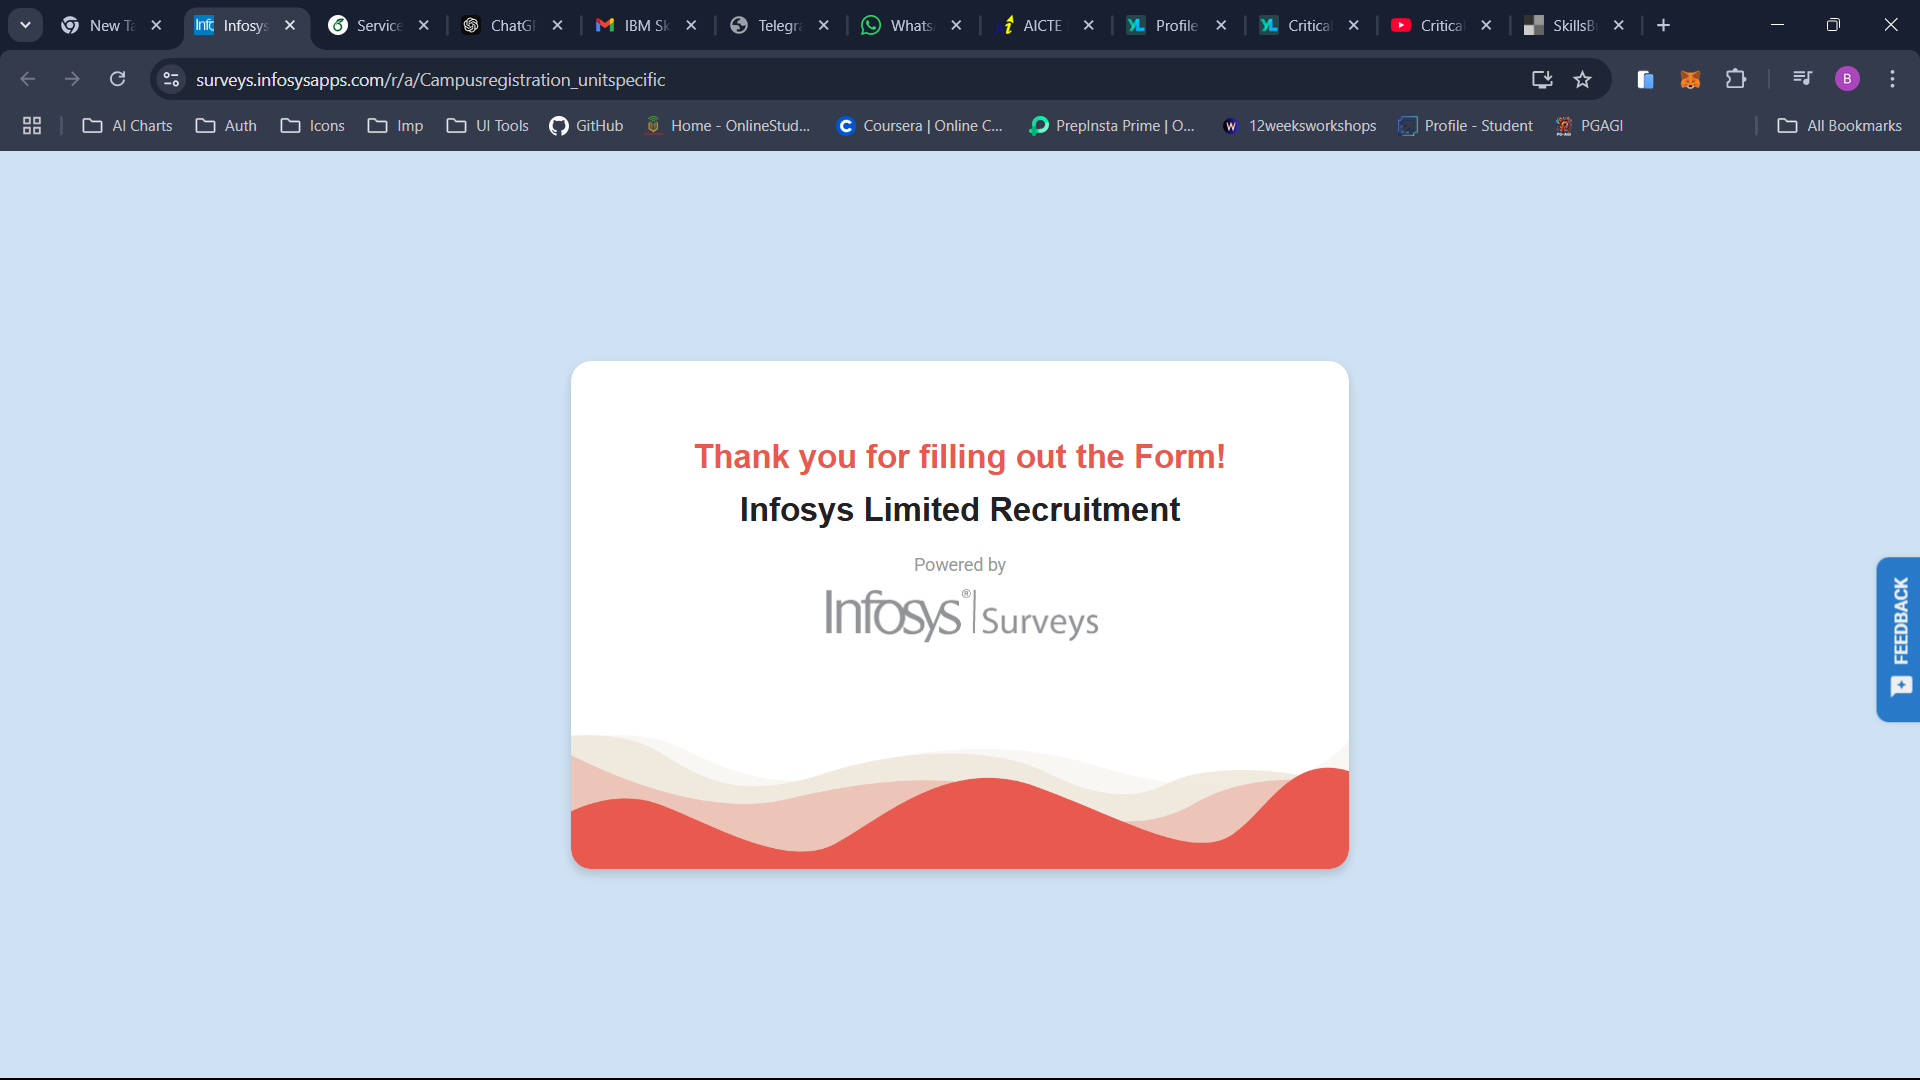 New Ta
Infosys
Service
ChatGP
IBM Sk
Telegra
Whats
AICTE
Profile
Critical
Critical
SkillsB
surveys.infosysapps.com/r/a/Campusregistration_unitspecific
B
AI Charts
Auth
Icons
Imp
UI Tools
GitHub
Home - OnlineStud...
Coursera | Online C...
PrepInsta Prime | O...
12weeksworkshops
Profile - Student
PGAGI
All Bookmarks
Thank you for filling out the Form!
Infosys Limited Recruitment
Powered by
Infosys® | Surveys
FEEDBACK